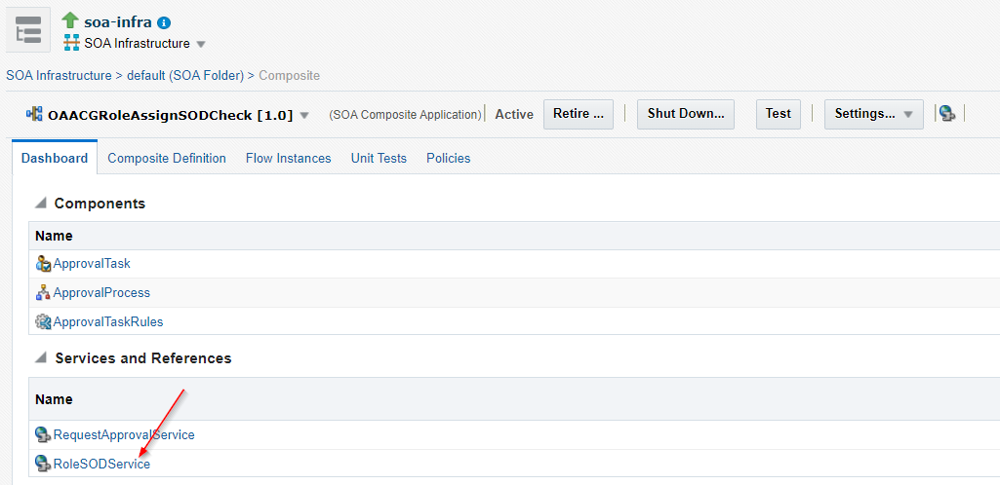 soa-infra
SOA Infrastructure
SOA Infrastructure > default (SOA Folder) > Composite
OAACGRoleAssignSODCheck [1.0] (SOA Composite Application) Active Retire ... Shut Down... Test Settings...
Dashboard Composite Definition Flow Instances Unit Tests Policies
Components
Name
ApprovalTask
ApprovalProcess
ApprovalTaskRules
Services and References
Name
RequestApprovalService
RoleSODService